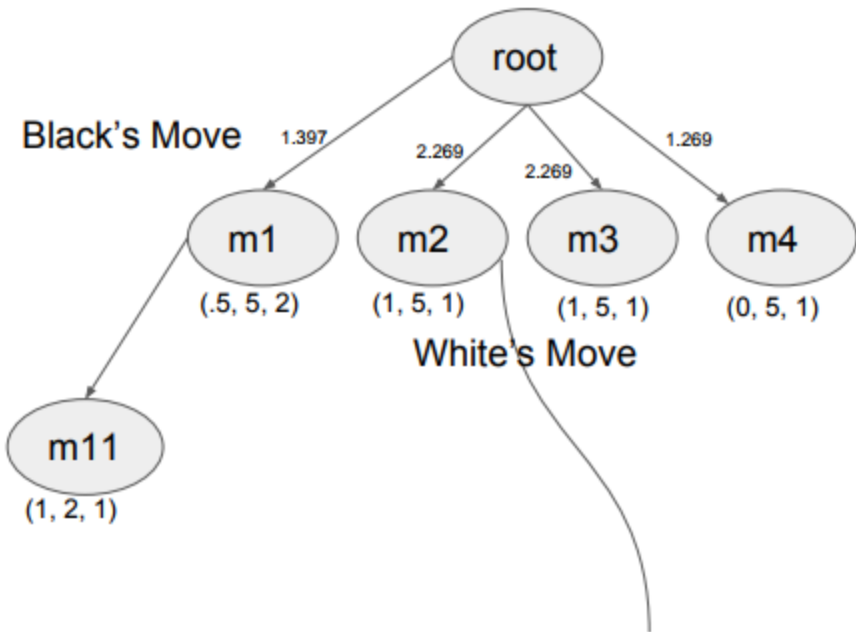 root
Black's Move
1.397
2.269
2.269
1.269
m1
m2
m3
m4
(.5, 5, 2)
(1, 5, 1)
(1, 5, 1)
(0, 5, 1)
White's Move
m11
(1, 2, 1)